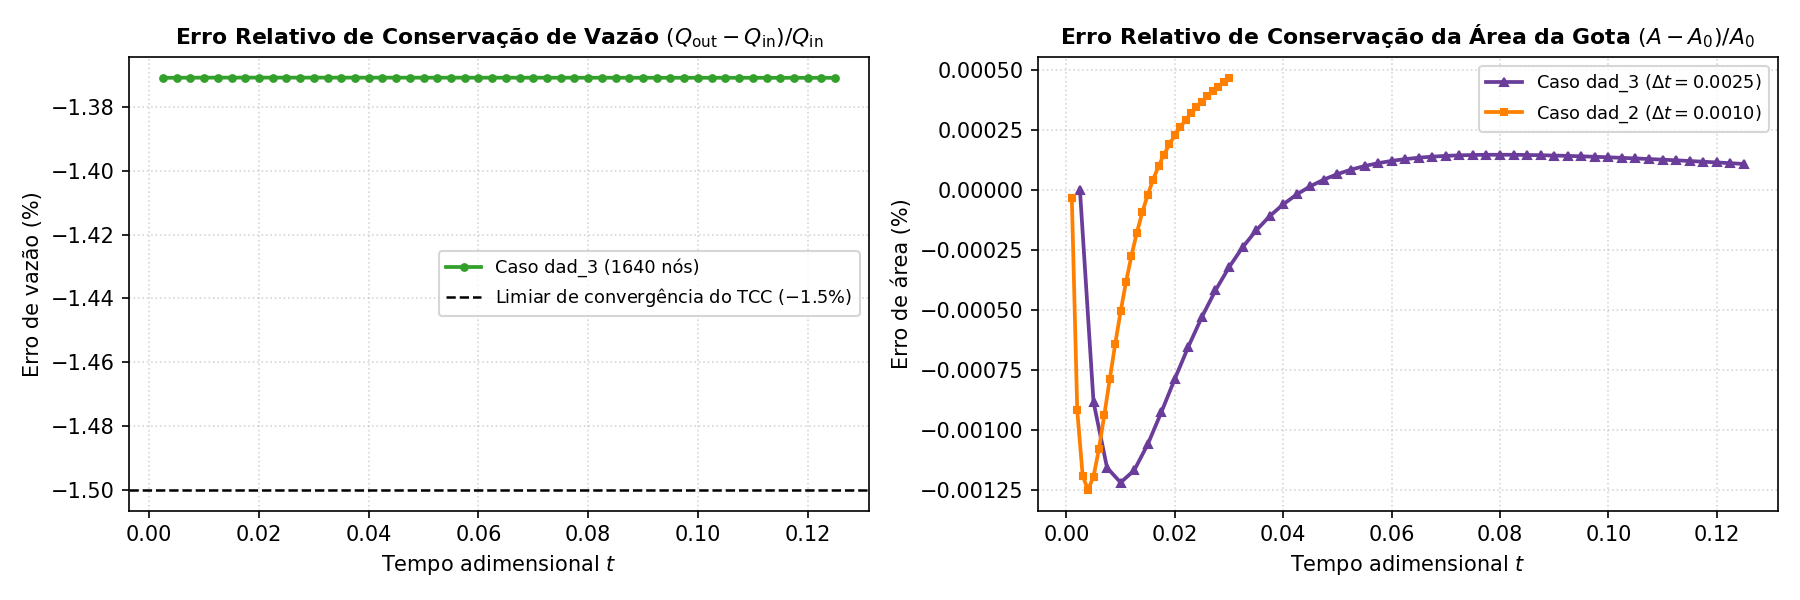 Erro Relativo de Conservação de Vazão (Qout − Qin)/Qin
−1.38
−1.40
−1.42
−1.44
−1.46
−1.48
−1.50
Erro de vazão (%)
Caso dad_3 (1640 nós)
Limiar de convergência do TCC (−1.5%)
0.00 0.02 0.04 0.06 0.08 0.10 0.12
Tempo adimensional t
Erro Relativo de Conservação da Área da Gota (A − A0)/A0
0.00050
0.00025
0.00000
−0.00025
−0.00050
−0.00075
−0.00100
−0.00125
Erro de área (%)
Caso dad_3 (Δt = 0.0025)
Caso dad_2 (Δt = 0.0010)
0.00 0.02 0.04 0.06 0.08 0.10 0.12
Tempo adimensional t